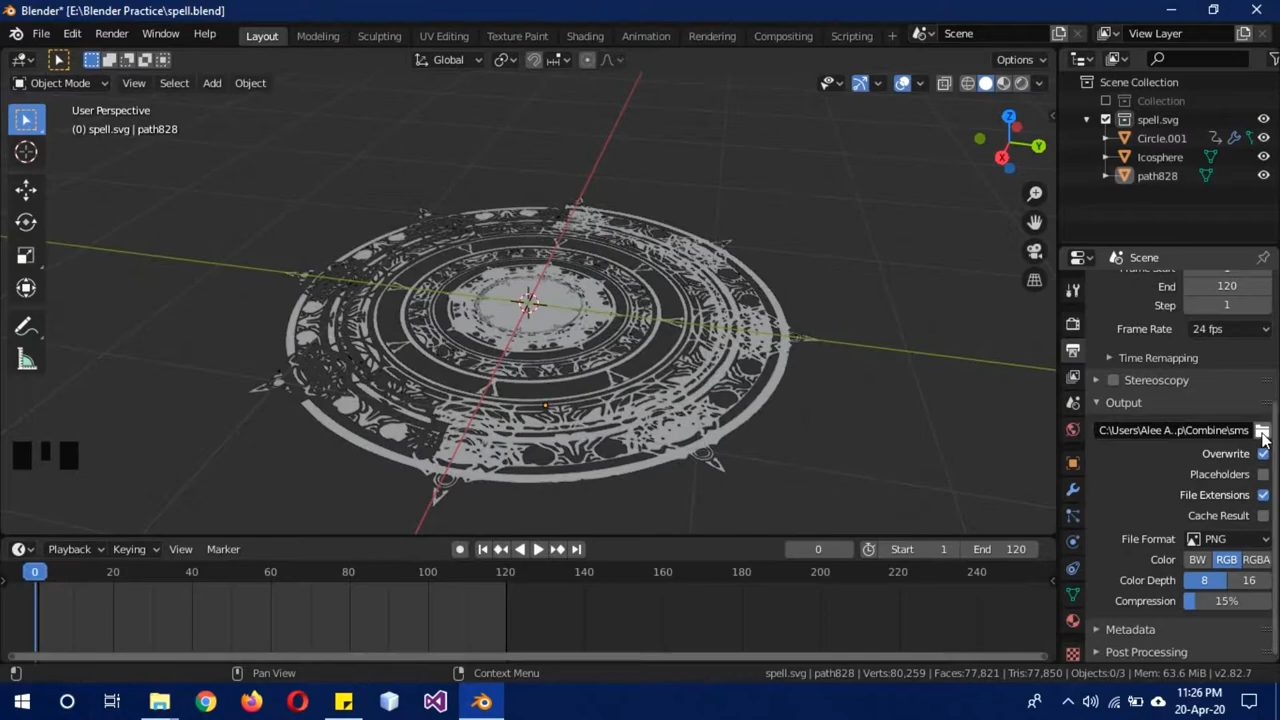 Blender* [E:\Blender Practice\spell.blend]
File Edit Render Window Help Layout Modeling Sculpting UV Editing Texture Paint Shading Animation Rendering Compositing Scripting + Scene View Layer
Global Options
Object Mode View Select Add Object
User Perspective
(0) spell.svg | path828
Z
Y
X
Scene Collection
Collection
spell.svg
Circle.001
Icosphere
path828
Scene
End 120
Step 1
Frame Rate 24 fps
Time Remapping
Stereoscopy
Output
C:\Users\Alee A..p\Combine\sms
Overwrite
Placeholders
File Extensions
Cache Result
File Format PNG
Color BW RGB RGBA
Color Depth 8 16
Compression 15%
Metadata
Post Processing
Playback Keying View Marker 0 Start 1 End 120
0 20 40 60 80 100 120 140 160 180 200 220 240
Pan View Context Menu spell.svg | path828 | Verts:80,259 | Faces:77,821 | Tris:77,850 | Objects:0/3 | Mem: 63.6 MiB | v2.82.7
11:26 PM
20-Apr-20